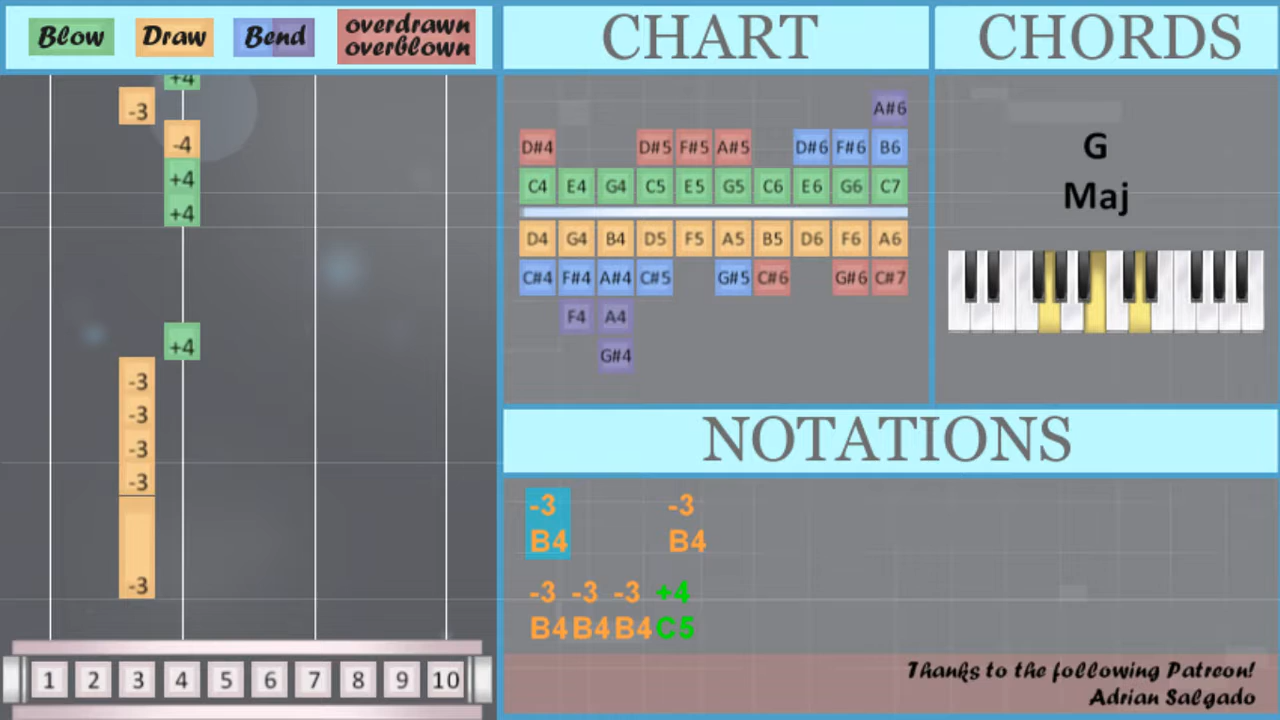 Blow Draw Bend overdrawn
overblown
CHART
CHORDS
+4
-3
-4
+4
+4
+4
-3
-3
-3
-3
-3
1 2 3 4 5 6 7 8 9 10
A#6
D#4 D#5 F#5 A#5 D#6 F#6 B6
C4 E4 G4 C5 E5 G5 C6 E6 G6 C7
D4 G4 B4 D5 F5 A5 B5 D6 F6 A6
C#4 F#4 A#4 C#5 G#5 C#6 G#6 C#7
F4 A4
G#4
G
Maj
NOTATIONS
-3 -3
B4 B4
-3 -3 -3 +4
B4 B4 B4 C5
Thanks to the following Patreon!
Adrian Salgado